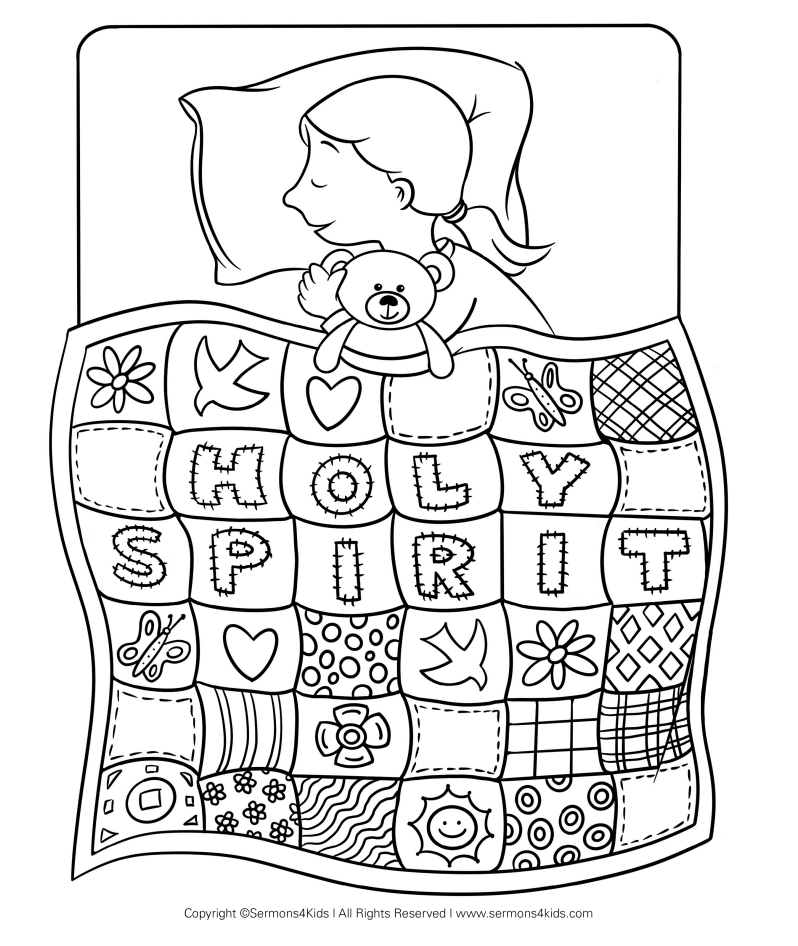 HOLY
SPIRIT
Copyright ©Sermons4Kids | All Rights Reserved | www.sermons4kids.com